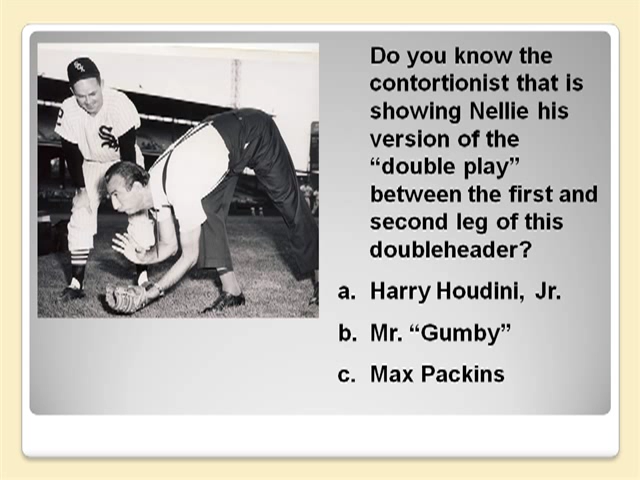 Do you know the
contortionist that is
showing Nellie his
version of the
“double play”
between the first and
second leg of this
doubleheader?
a. Harry Houdini, Jr.
b. Mr. “Gumby”
c. Max Packins